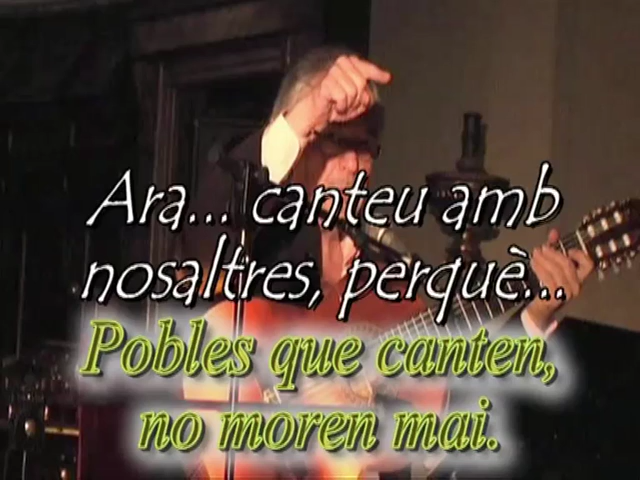 Ara... canteu amb
nosaltres, perquè...
Pobles que canten,
no moren mai.